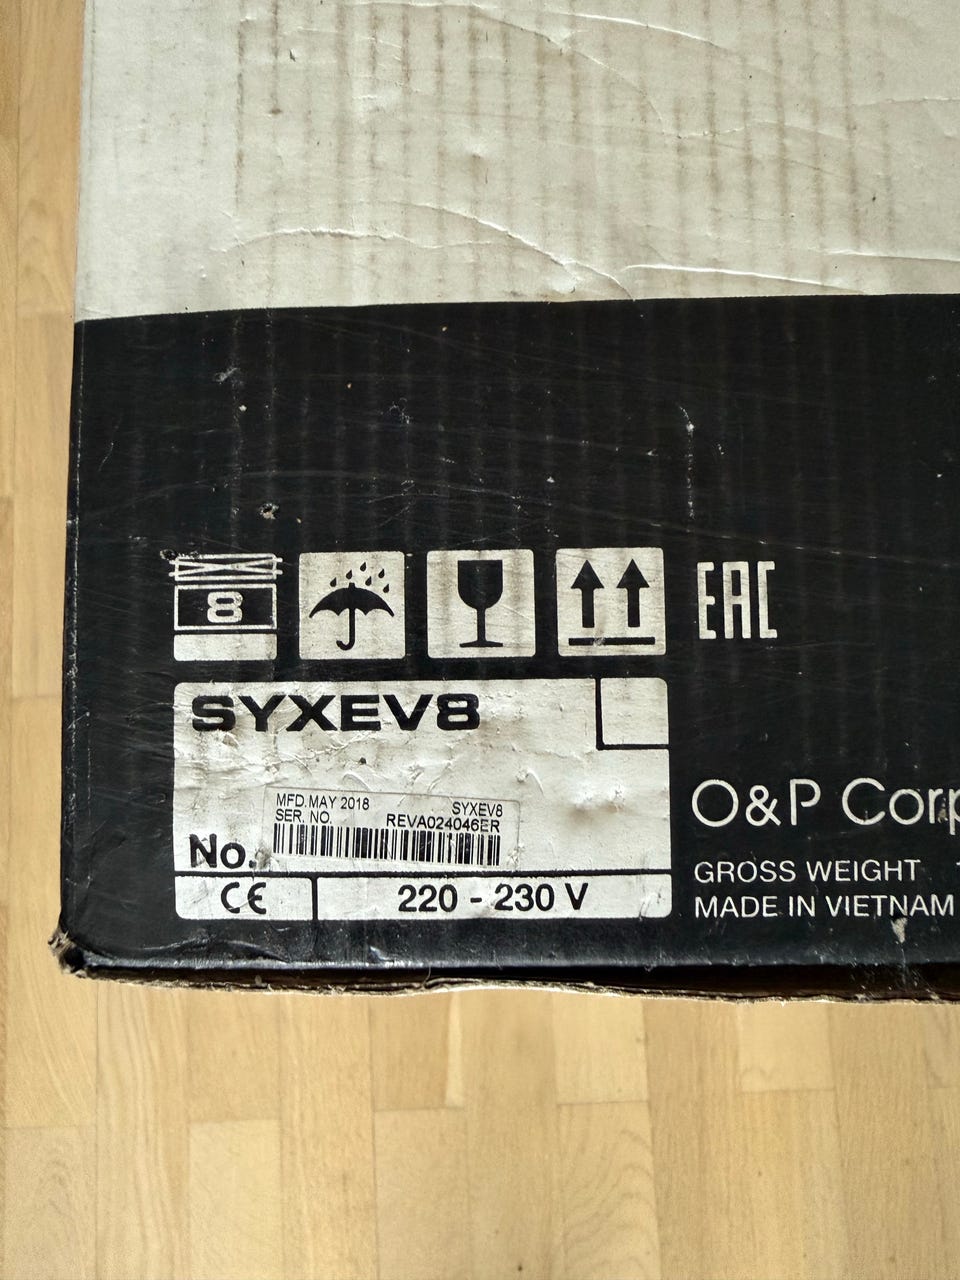 8
EAC
SYXEV8
MFD. MAY 2018 SYXEV8
SER. NO. REVA024046ER
No.
CE 220 - 230 V
O&P Corp
GROSS WEIGHT
MADE IN VIETNAM